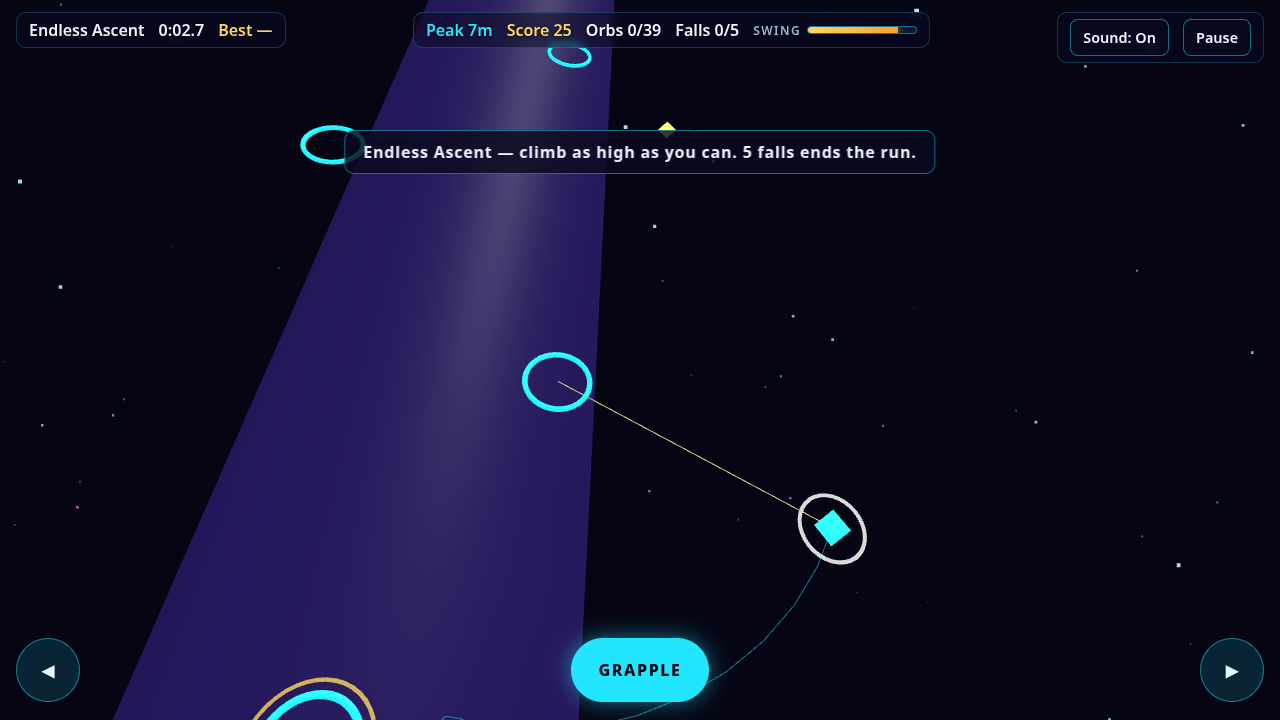 Endless Ascent 0:02.7 Best —
Peak 7m Score 25 Orbs 0/39 Falls 0/5 SWING
Sound: On
Pause
Endless Ascent — climb as high as you can. 5 falls ends the run.
◀
GRAPPLE
▶